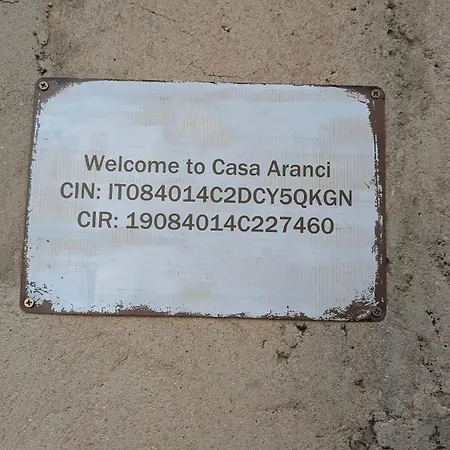 Welcome to Casa Aranci
CIN: IT084014C2DCY5QKGN
CIR: 19084014C227460